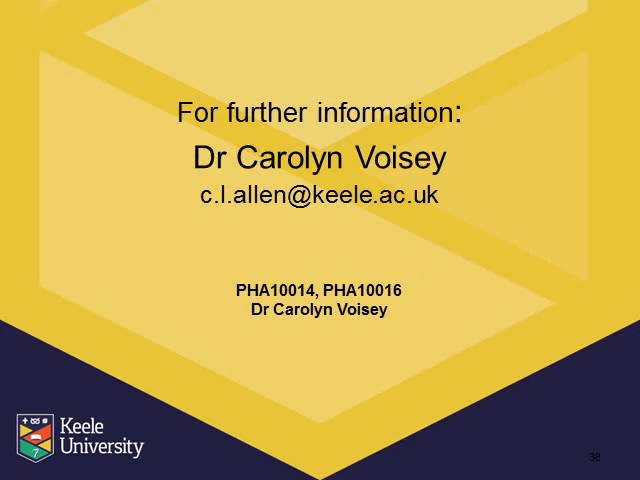 For further information:
Dr Carolyn Voisey
c.l.allen@keele.ac.uk
PHA10014, PHA10016
Dr Carolyn Voisey
Keele
University
38